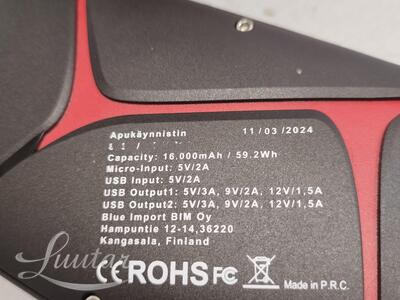 Apukäynnistin 11/03/2024
Capacity: 16.000mAh / 59.2Wh
Micro-Input: 5V/2A
USB Input: 5V/2A
USB Output1: 5V/3A, 9V/2A, 12V/1,5A
USB Output2: 5V/3A, 9V/2A, 12V/1,5A
Blue Import BIM Oy
Hampuntie 12-14,36220
Kangasala, Finland
CE ROHS FC Made in P.R.C.
Luutar